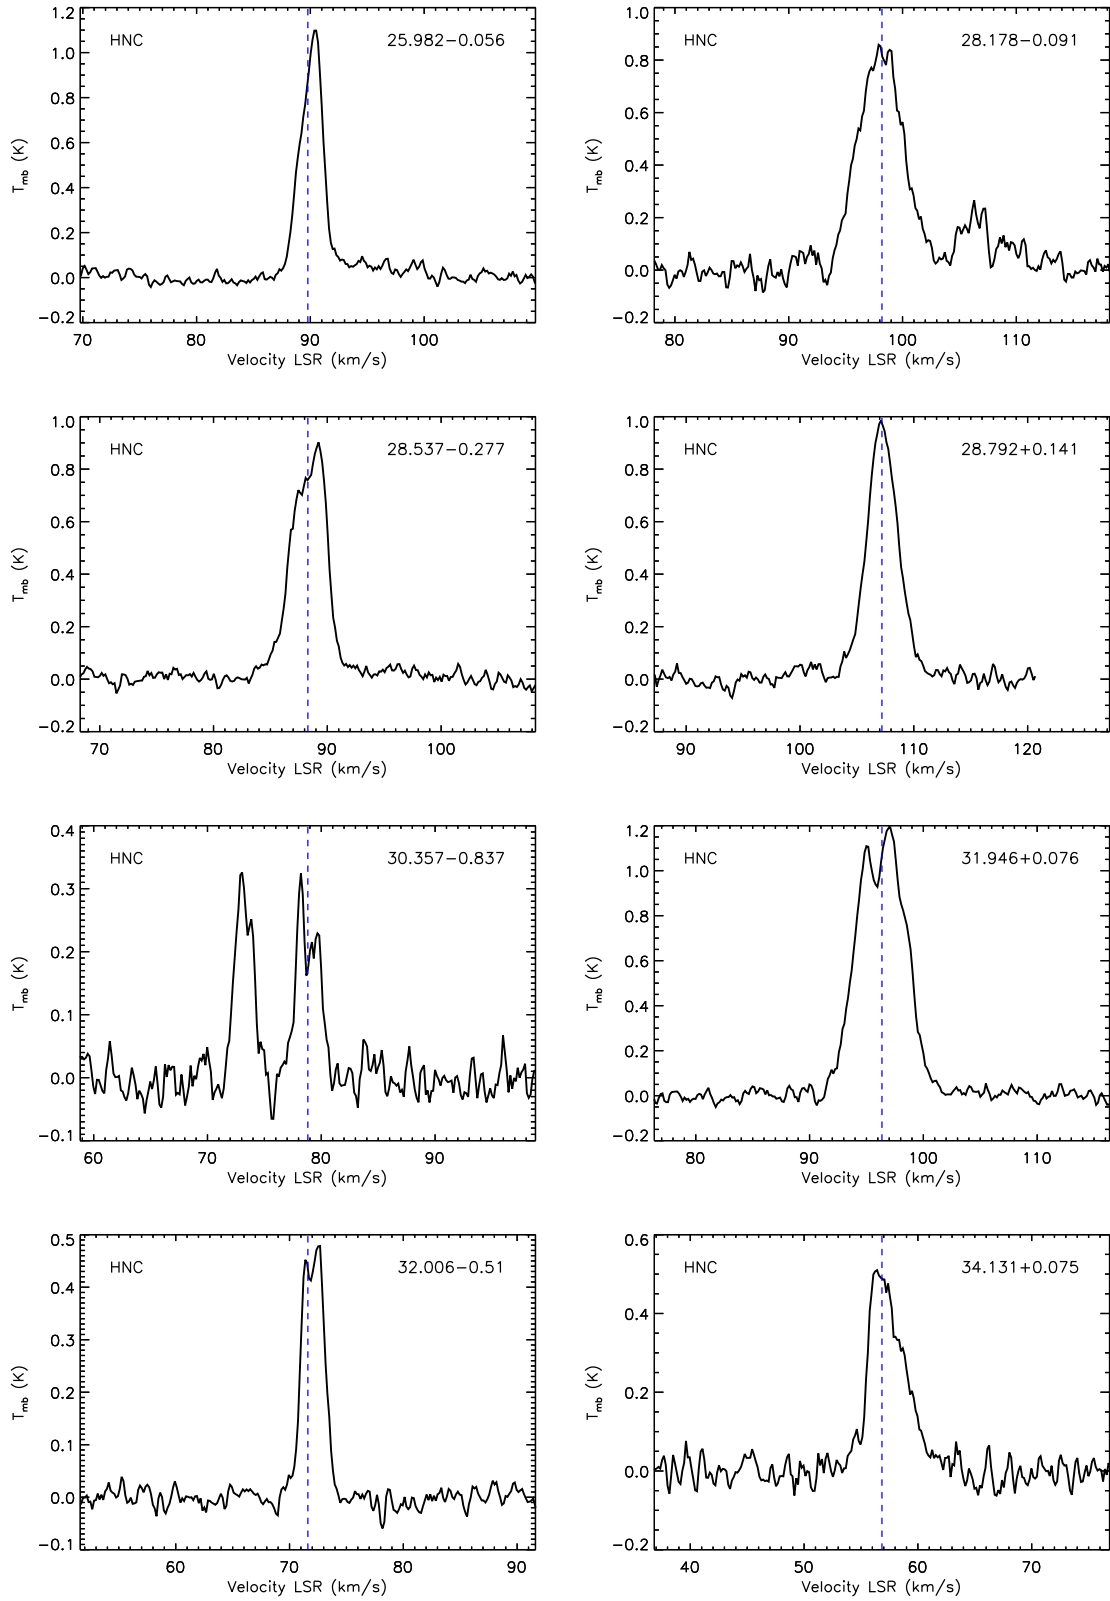 HNC 25.982−0.056
1.2
1.0
0.8
0.6
0.4
0.2
0.0
−0.2
T_mb (K)
70 80 90 100
Velocity LSR (km/s)
HNC 28.178−0.091
1.0
0.8
0.6
0.4
0.2
0.0
−0.2
T_mb (K)
80 90 100 110
Velocity LSR (km/s)
HNC 28.537−0.277
1.0
0.8
0.6
0.4
0.2
0.0
−0.2
T_mb (K)
70 80 90 100
Velocity LSR (km/s)
HNC 28.792+0.141
1.0
0.8
0.6
0.4
0.2
0.0
−0.2
T_mb (K)
90 100 110 120
Velocity LSR (km/s)
HNC 30.357−0.837
0.4
0.3
0.2
0.1
0.0
−0.1
T_mb (K)
60 70 80 90
Velocity LSR (km/s)
HNC 31.946+0.076
1.2
1.0
0.8
0.6
0.4
0.2
0.0
−0.2
T_mb (K)
80 90 100 110
Velocity LSR (km/s)
HNC 32.006−0.51
0.5
0.4
0.3
0.2
0.1
0.0
−0.1
T_mb (K)
60 70 80 90
Velocity LSR (km/s)
HNC 34.131+0.075
0.6
0.4
0.2
0.0
−0.2
T_mb (K)
40 50 60 70
Velocity LSR (km/s)